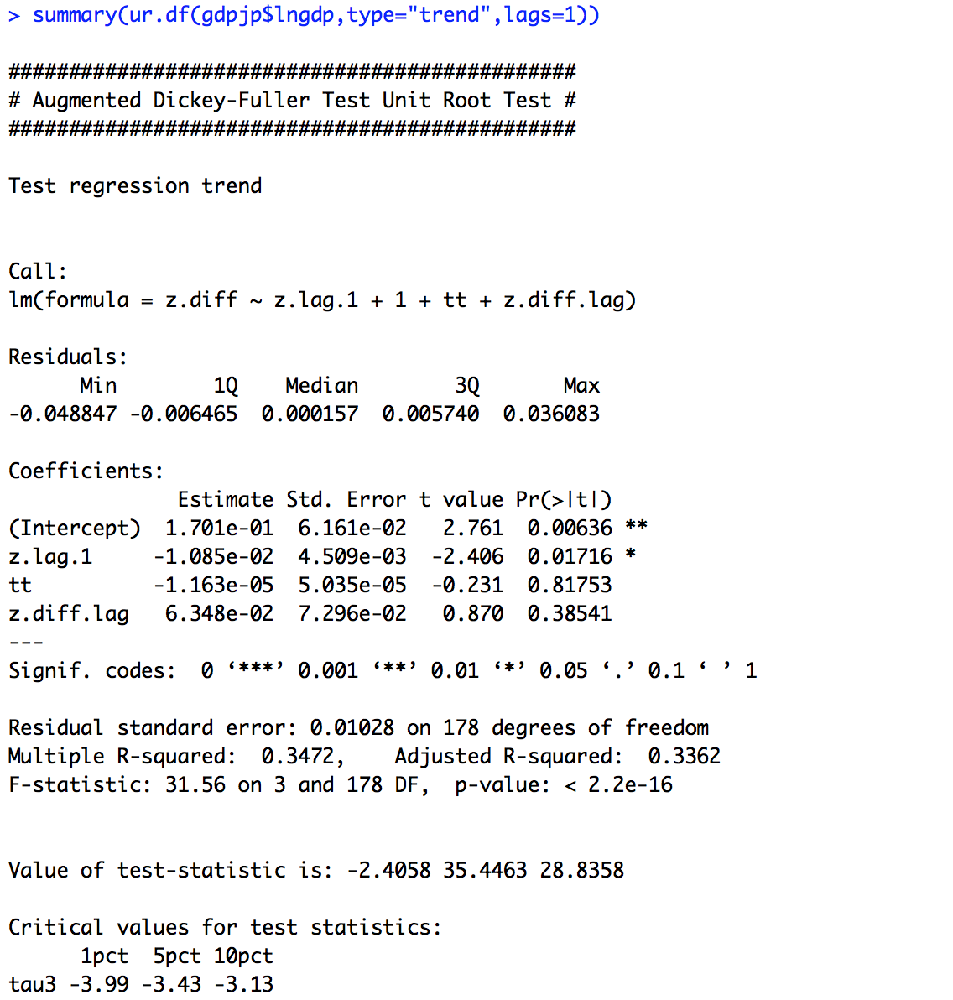 > summary(ur.df(gdpjp$lngdp,type="trend",lags=1))
###############################################
# Augmented Dickey-Fuller Test Unit Root Test #
###############################################
Test regression trend
Call:
lm(formula = z.diff ~ z.lag.1 + 1 + tt + z.diff.lag)
Residuals:
      Min        1Q    Median        3Q       Max
-0.048847 -0.006465  0.000157  0.005740  0.036083
Coefficients:
              Estimate Std. Error t value Pr(>|t|)
(Intercept)  1.701e-01  6.161e-02   2.761  0.00636 **
z.lag.1     -1.085e-02  4.509e-03  -2.406  0.01716 *
tt          -1.163e-05  5.035e-05  -0.231  0.81753
z.diff.lag   6.348e-02  7.296e-02   0.870  0.38541
---
Signif. codes:  0 ‘***’ 0.001 ‘**’ 0.01 ‘*’ 0.05 ‘.’ 0.1 ‘ ’ 1
Residual standard error: 0.01028 on 178 degrees of freedom
Multiple R-squared:  0.3472,    Adjusted R-squared:  0.3362
F-statistic: 31.56 on 3 and 178 DF,  p-value: < 2.2e-16
Value of test-statistic is: -2.4058 35.4463 28.8358
Critical values for test statistics:
      1pct  5pct 10pct
tau3 -3.99 -3.43 -3.13